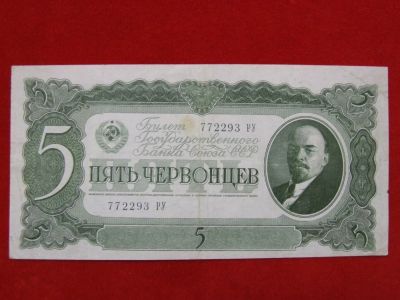 5
Билет 772293 РУ
Государственного
Банка Союза ССР
ПЯТЬ ЧЕРВОНЦЕВ
772293 РУ
5